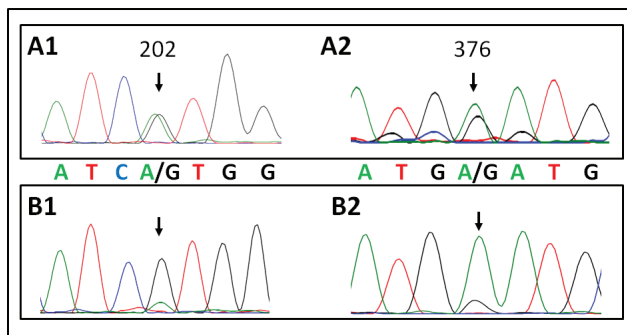 A1 202
A2 376
A T C A/G T G G
A T G A/G A T G
B1
B2